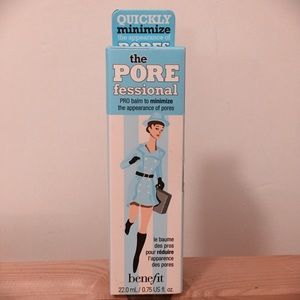 QUICKLY
minimize
the appearance of
PORES
the
PORE
fessional
PRO balm to minimize
the appearance of pores
le baume
des pros
pour réduire
l'apparence
des pores
benefit
22.0 mL / 0.75 US fl. oz.